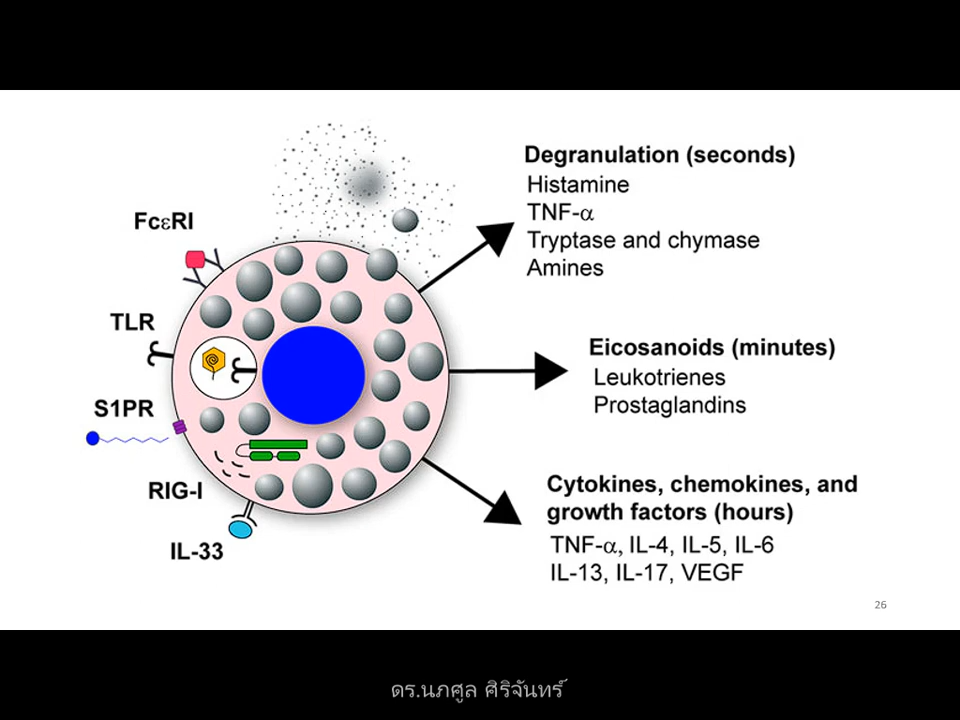 FcεRI
TLR
S1PR
RIG-I
IL-33
Degranulation (seconds)
Histamine
TNF-α
Tryptase and chymase
Amines
Eicosanoids (minutes)
Leukotrienes
Prostaglandins
Cytokines, chemokines, and
growth factors (hours)
TNF-α, IL-4, IL-5, IL-6
IL-13, IL-17, VEGF
26
ดร.นภศูล ศิริจันทร์